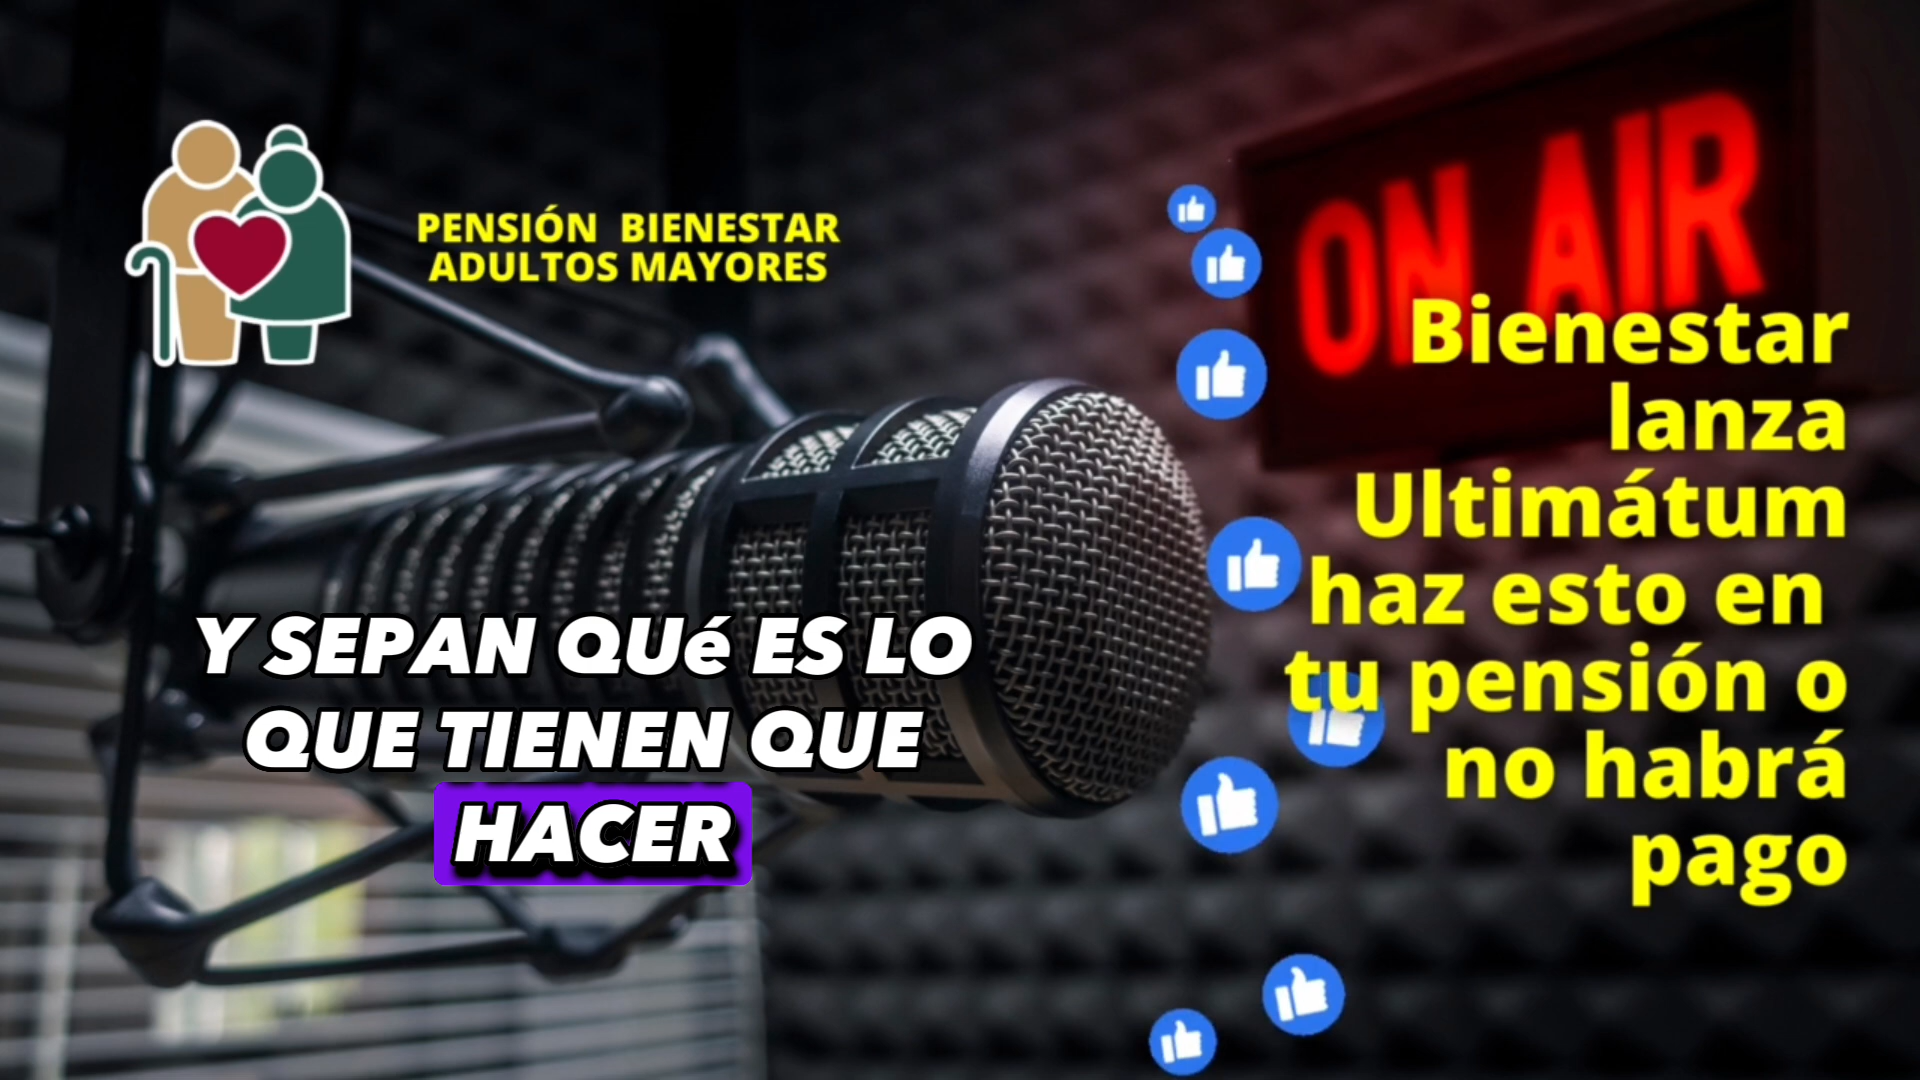 PENSIÓN BIENESTAR
ADULTOS MAYORES
ON AIR
Bienestar
lanza
Ultimátum
haz esto en
tu pensión o
no habrá
pago
Y SEPAN QUé ES LO
QUE TIENEN QUE
HACER